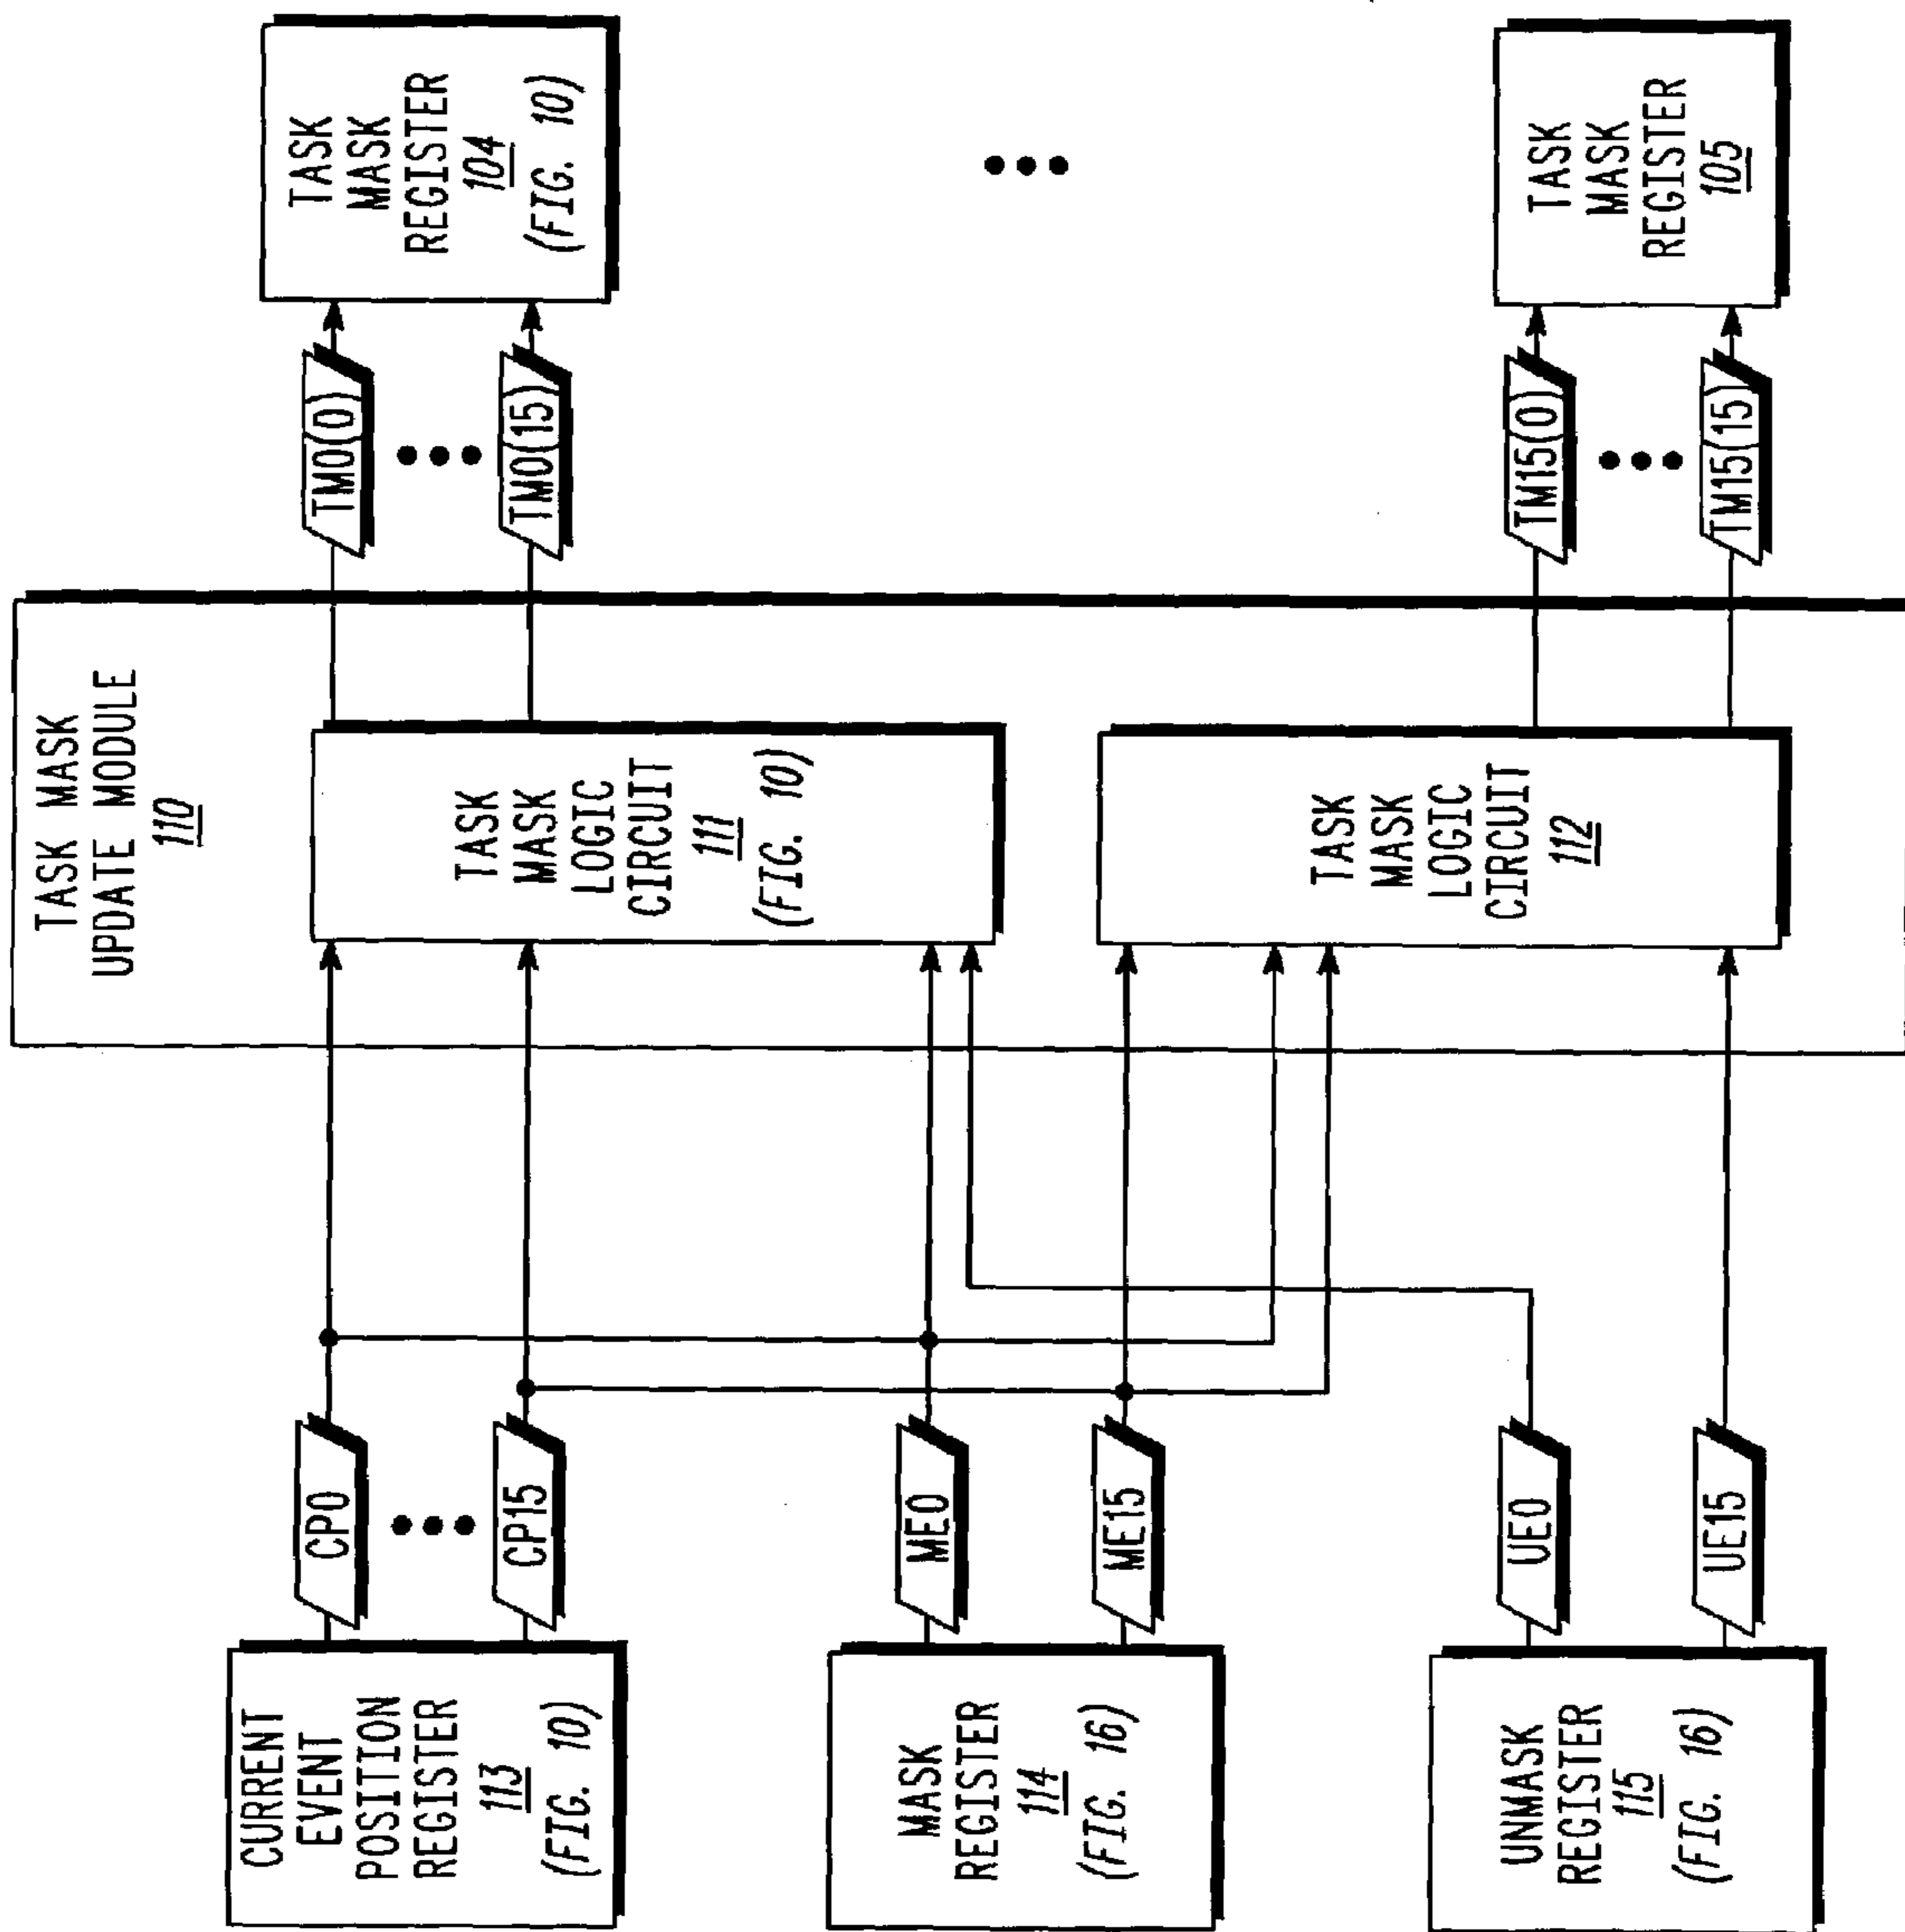 TASK MASK
UPDATE MODULE
110
CURRENT
EVENT
POSITION
REGISTER
113
(FIG. 10)
CP0
CP15
TASK
MASK
LOGIC
CIRCUIT
111
(FIG. 10)
TM0(0)
TM0(15)
TASK
MASK
REGISTER
104
(FIG. 10)
MASK
REGISTER
114
(FIG. 16)
ME0
ME15
TASK
MASK
LOGIC
CIRCUIT
112
UNMASK
REGISTER
115
(FIG. 16)
UE0
UE15
TM15(0)
TM15(15)
TASK
MASK
REGISTER
105